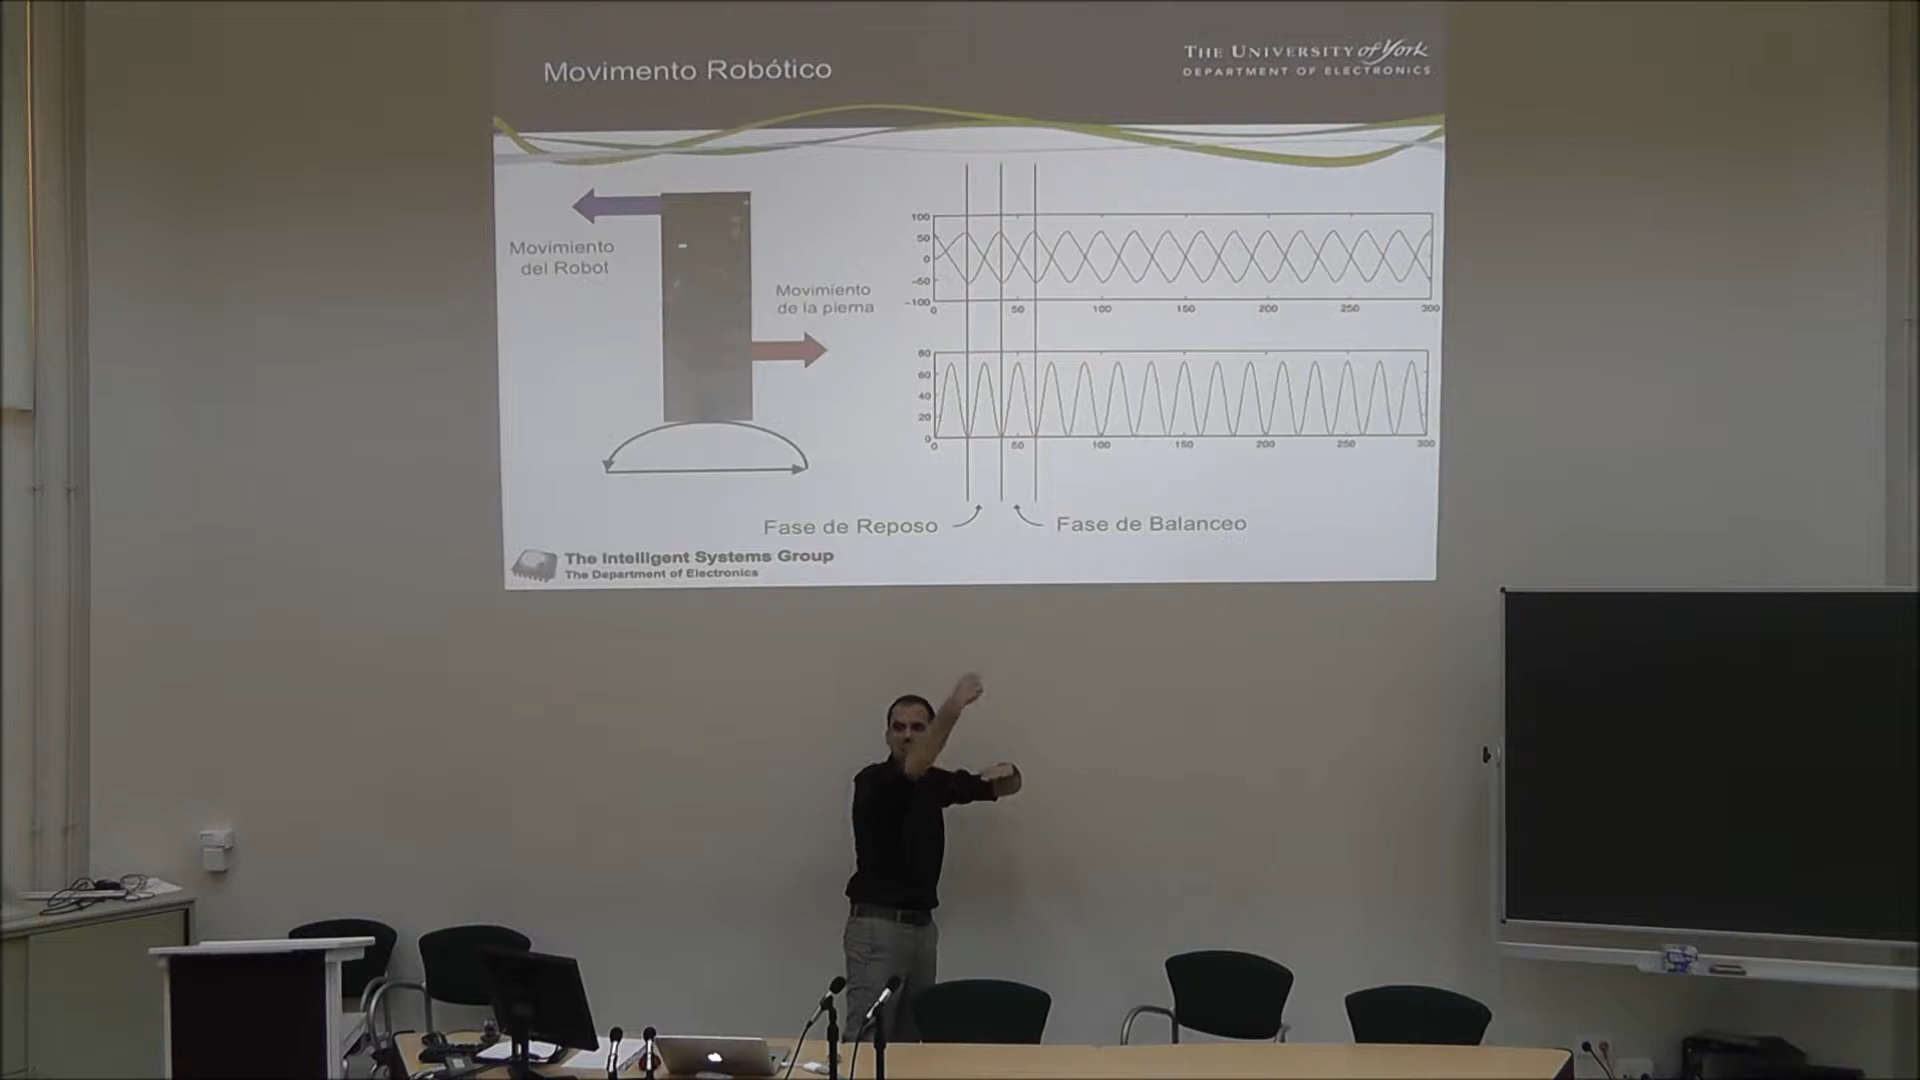 Movimento Robótico
THE UNIVERSITY of York
DEPARTMENT OF ELECTRONICS
Movimiento
del Robot
Movimiento
de la pierna
100
50
0
-50
-100
0 50 100 150 200 250 300
80
60
40
20
0
0 50 100 150 200 250 300
Fase de Reposo
Fase de Balanceo
The Intelligent Systems Group
The Department of Electronics